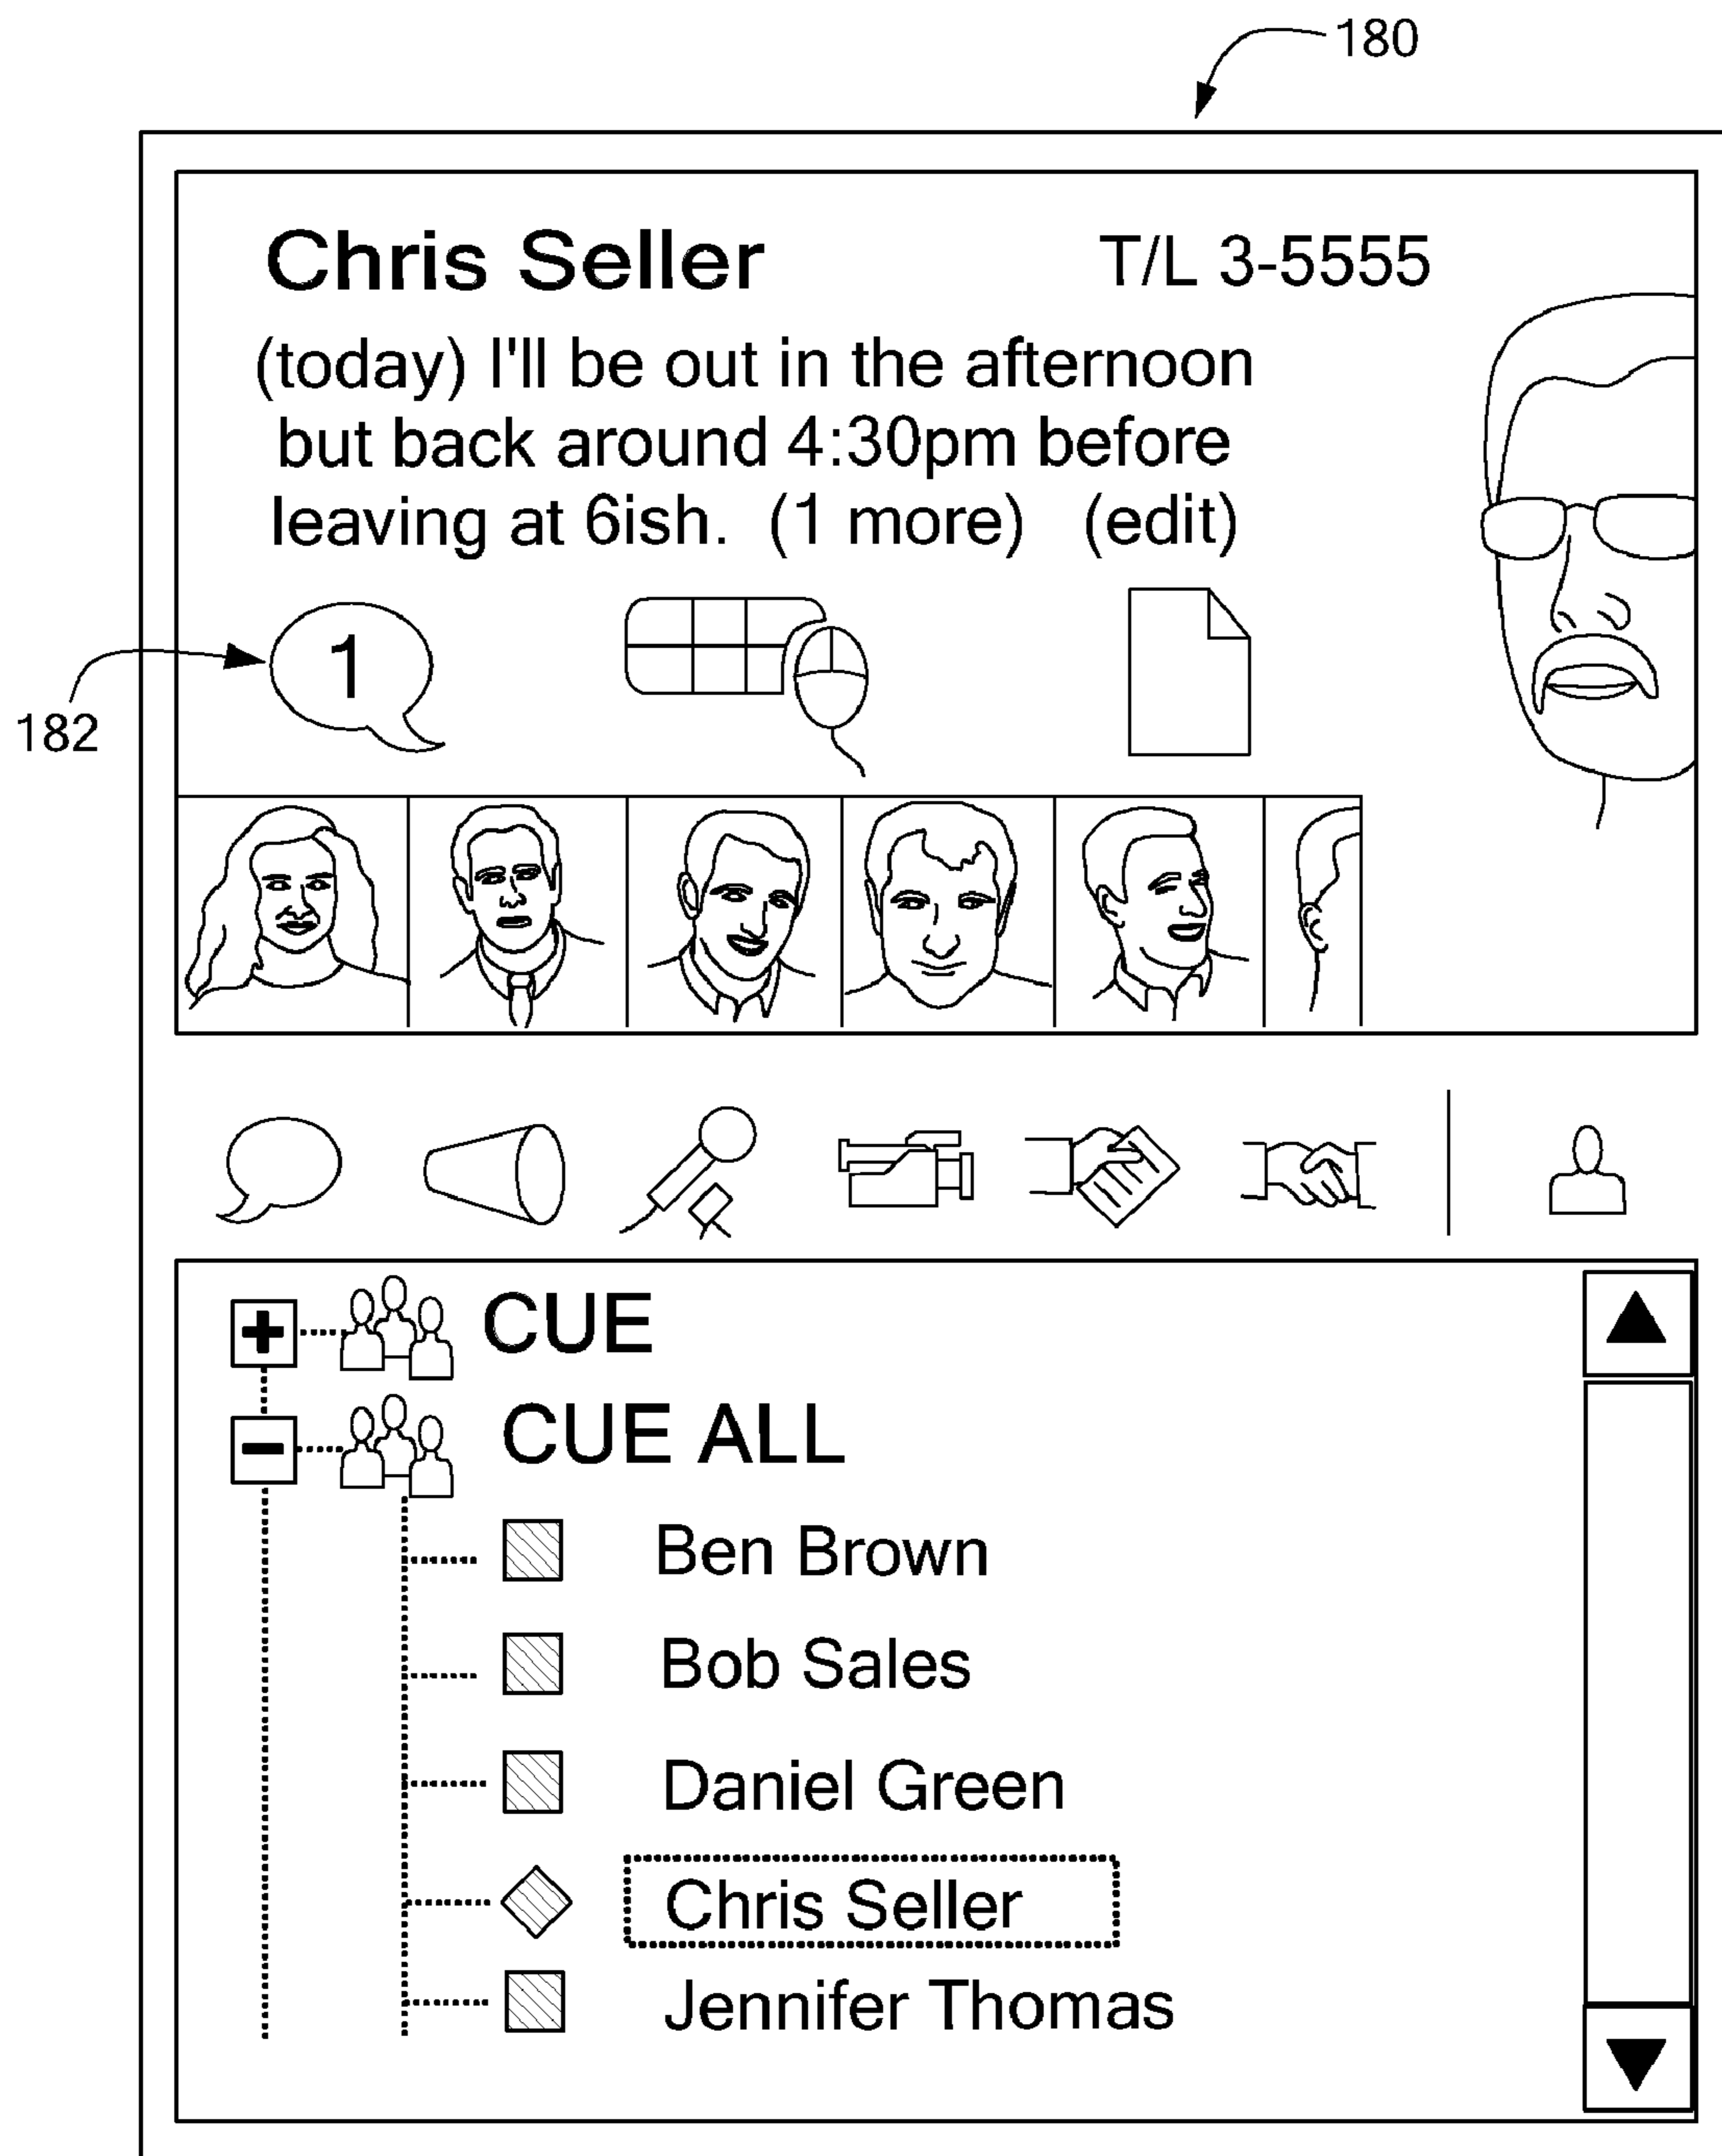 180
Chris Seller T/L 3-5555
(today) I'll be out in the afternoon
but back around 4:30pm before
leaving at 6ish. (1 more) (edit)
1
182
CUE
CUE ALL
Ben Brown
Bob Sales
Daniel Green
Chris Seller
Jennifer Thomas